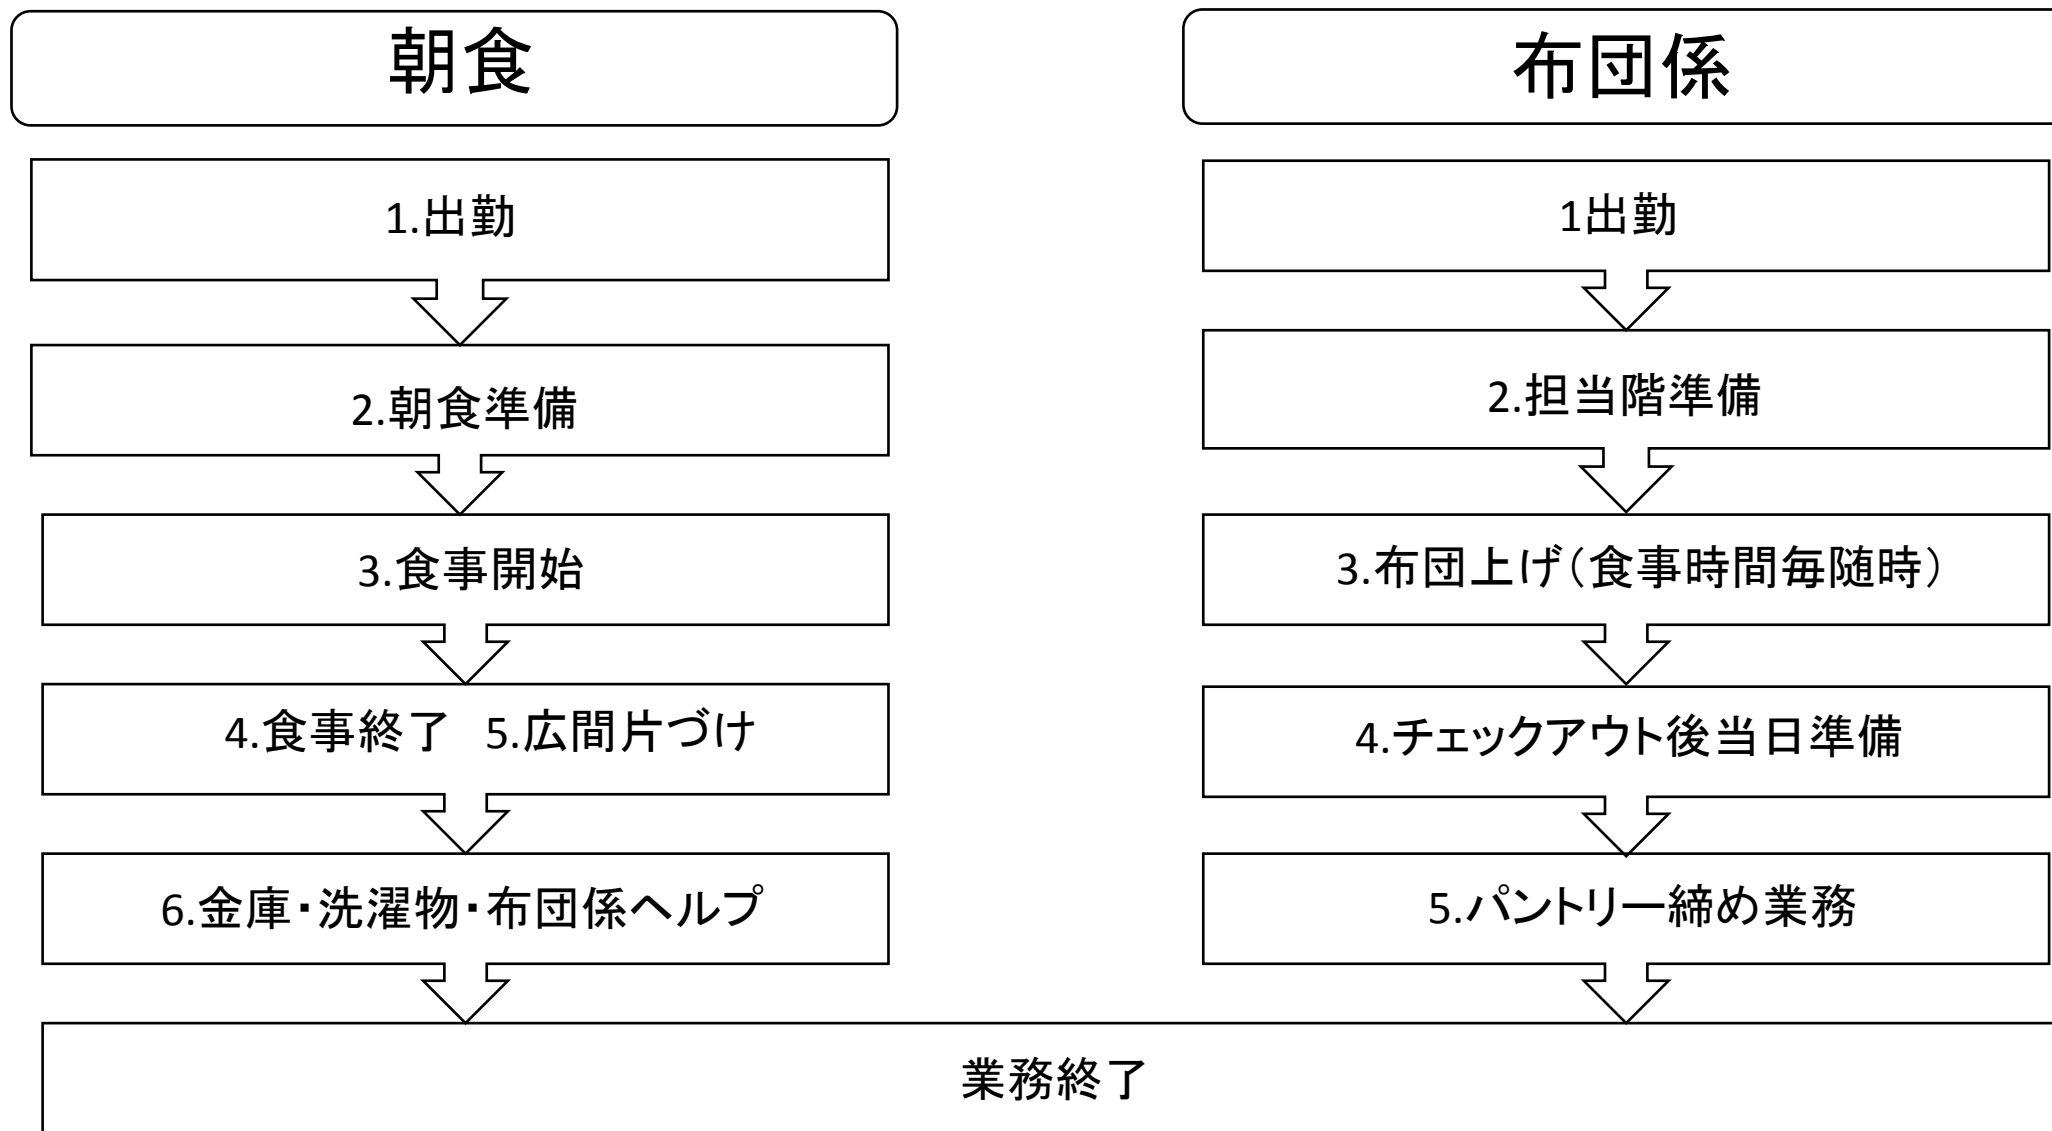 朝食
1.出勤
2.朝食準備
3.食事開始
4.食事終了　5.広間片づけ
6.金庫・洗濯物・布団係ヘルプ
布団係
1出勤
2.担当階準備
3.布団上げ（食事時間毎随時）
4.チェックアウト後当日準備
5.パントリー締め業務
業務終了